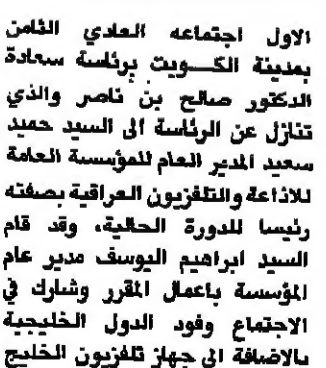 الاول اجتماعه العادي الثامن
بمدينة الكـــويت برئاسة سعادة
الدكتور صالح بن ناصر والذي
تنازل عن الرئاسة الى السيد حميد
سعيد المدير العام للمؤسسة العامة
للاذاعة والتلفزيون العراقية بصفته
رئيسا للدورة الحالية، وقد قام
السيد ابراهيم اليوسف مدير عام
المؤسسة باعمال المقرر وشارك في
الاجتماع وفود الدول الخليجية
بالاضافة الى جهاز تلفزيون الخليج